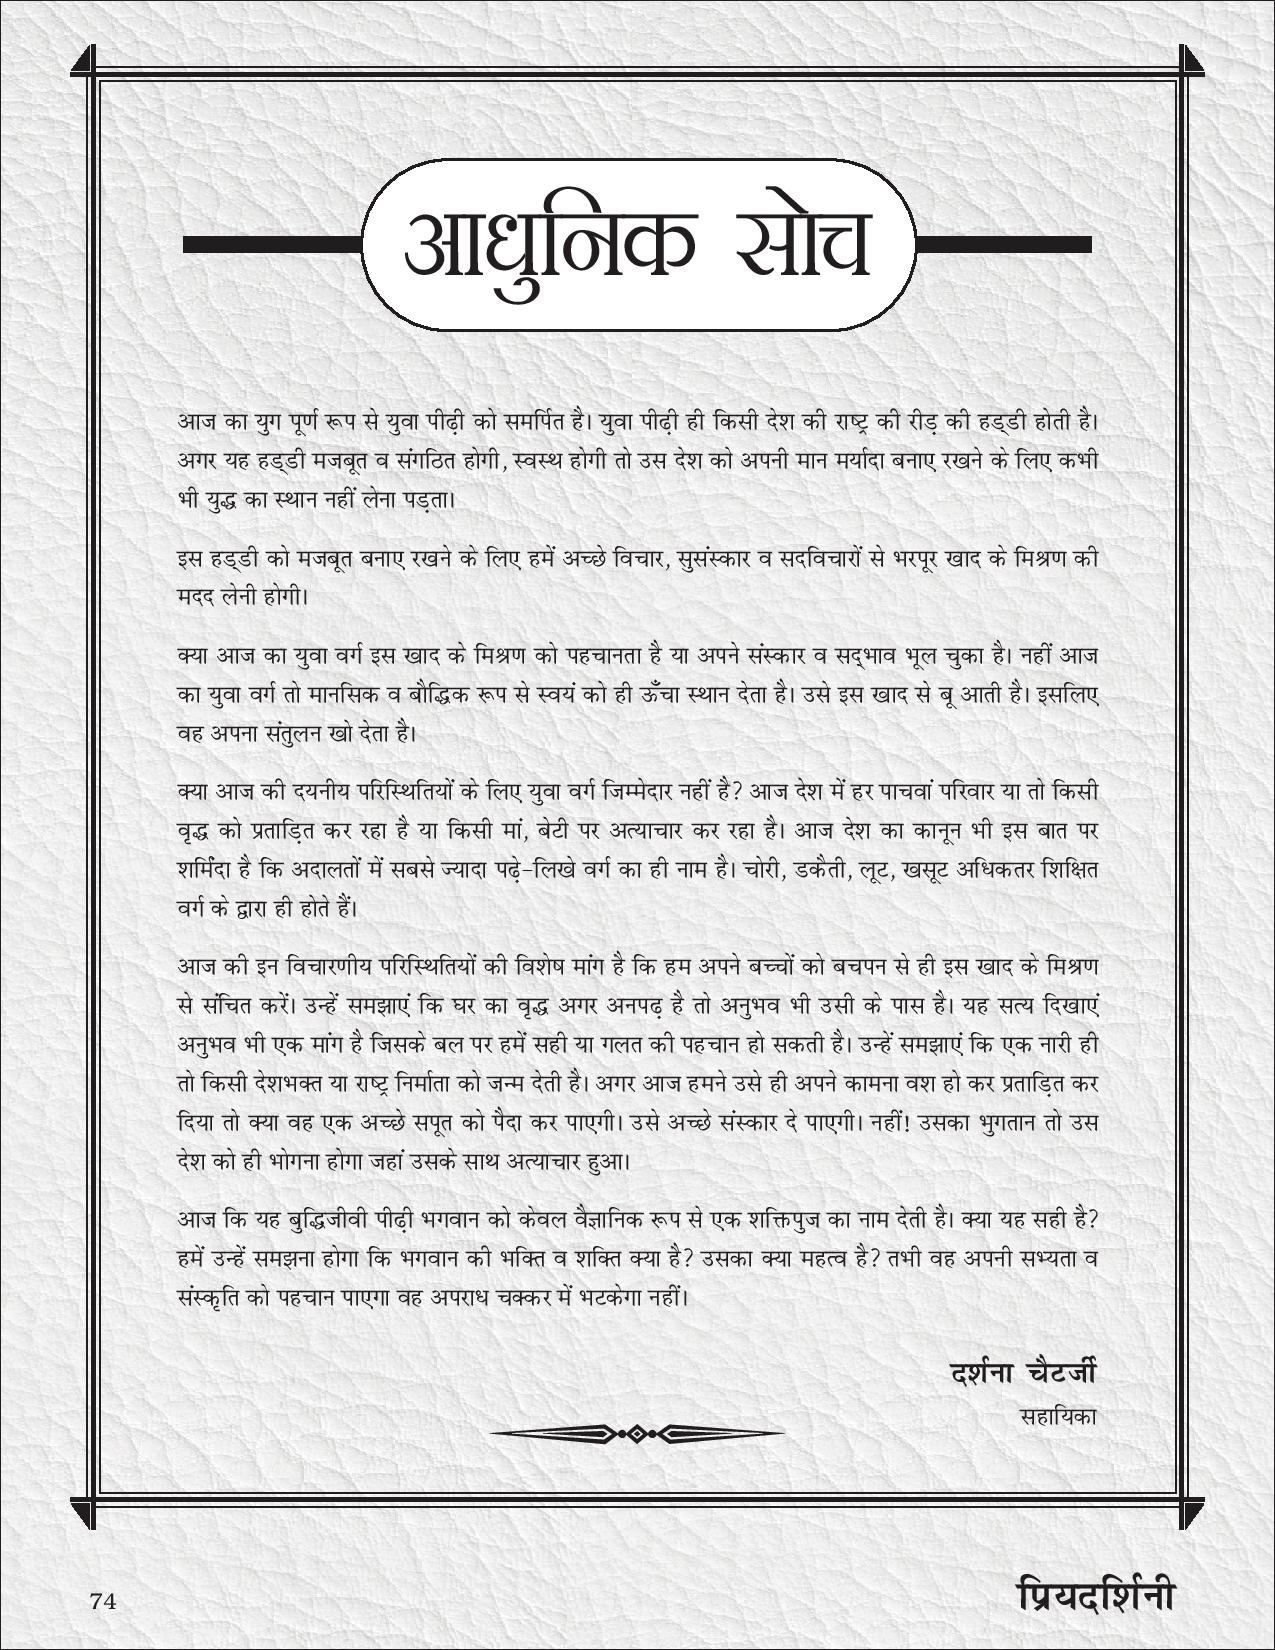 आधुनिक सोच
आज का युग पूर्ण रूप से युवा पीढ़ी को समर्पित है। युवा पीढ़ी ही किसी देश की राष्ट्र की रीड़ की हड्डी होती है।
अगर यह हड्डी मजबूत व संगठित होगी, स्वस्थ होगी तो उस देश को अपनी मान मर्यादा बनाए रखने के लिए कभी
भी युद्ध का स्थान नहीं लेना पड़ता।
इस हड्डी को मजबूत बनाए रखने के लिए हमें अच्छे विचार, सुसंस्कार व सदविचारों से भरपूर खाद के मिश्रण की
मदद लेनी होगी।
क्या आज का युवा वर्ग इस खाद के मिश्रण को पहचानता है या अपने संस्कार व सद्भाव भूल चुका है। नहीं आज
का युवा वर्ग तो मानसिक व बौद्धिक रूप से स्वयं को ही ऊँचा स्थान देता है। उसे इस खाद से बू आती है। इसलिए
वह अपना संतुलन खो देता है।
क्या आज की दयनीय परिस्थितियों के लिए युवा वर्ग जिम्मेदार नहीं है? आज देश में हर पाचवां परिवार या तो किसी
वृद्ध को प्रताड़ित कर रहा है या किसी मां, बेटी पर अत्याचार कर रहा है। आज देश का कानून भी इस बात पर
शर्मिंदा है कि अदालतों में सबसे ज्यादा पढ़े-लिखे वर्ग का ही नाम है। चोरी, डकैती, लूट, खसूट अधिकतर शिक्षित
वर्ग के द्वारा ही होते हैं।
आज की इन विचारणीय परिस्थितियों की विशेष मांग है कि हम अपने बच्चों को बचपन से ही इस खाद के मिश्रण
से संचित करें। उन्हें समझाएं कि घर का वृद्ध अगर अनपढ़ है तो अनुभव भी उसी के पास है। यह सत्य दिखाएं
अनुभव भी एक मांग है जिसके बल पर हमें सही या गलत की पहचान हो सकती है। उन्हें समझाएं कि एक नारी ही
तो किसी देशभक्त या राष्ट्र निर्माता को जन्म देती है। अगर आज हमने उसे ही अपने कामना वश हो कर प्रताड़ित कर
दिया तो क्या वह एक अच्छे सपूत को पैदा कर पाएगी। उसे अच्छे संस्कार दे पाएगी। नहीं! उसका भुगतान तो उस
देश को ही भोगना होगा जहां उसके साथ अत्याचार हुआ।
आज कि यह बुद्धिजीवी पीढ़ी भगवान को केवल वैज्ञानिक रूप से एक शक्तिपुज का नाम देती है। क्या यह सही है?
हमें उन्हें समझना होगा कि भगवान की भक्ति व शक्ति क्या है? उसका क्या महत्व है? तभी वह अपनी सभ्यता व
संस्कृति को पहचान पाएगा वह अपराध चक्कर में भटकेगा नहीं।
दर्शना चैटर्जी
सहायिका
74
प्रियदर्शिनी